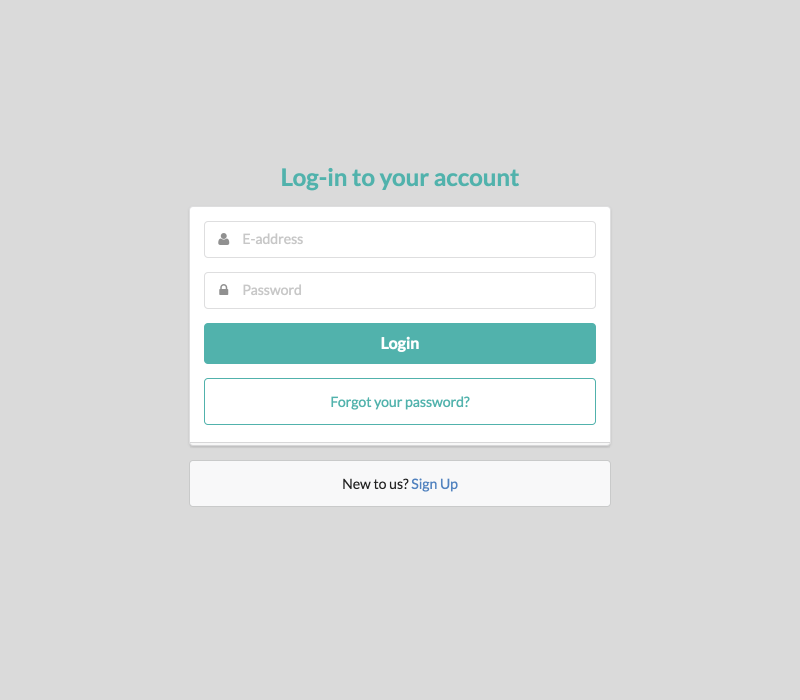 Log-in to your account
E-address
Password
Login
Forgot your password?
New to us? Sign Up